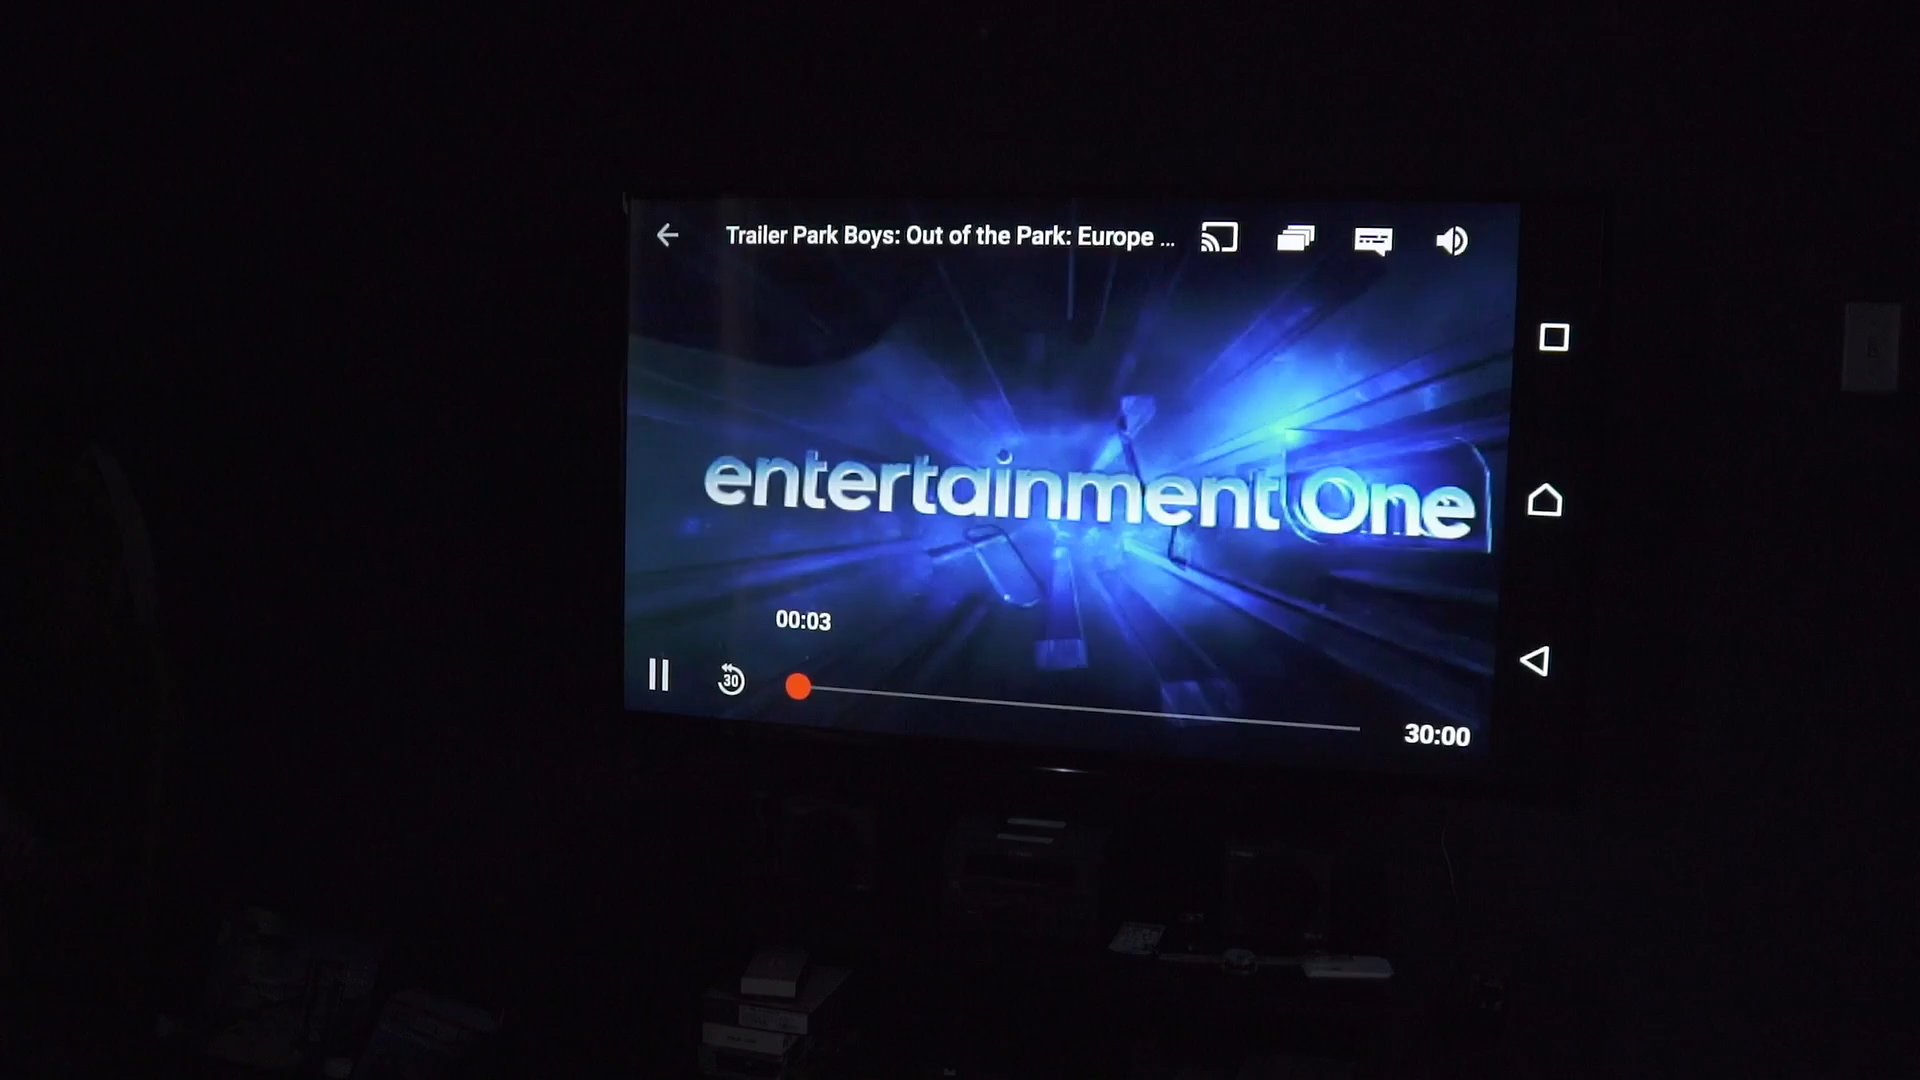 Trailer Park Boys: Out of the Park: Europe ...
entertainment One
00:03
30
30:00